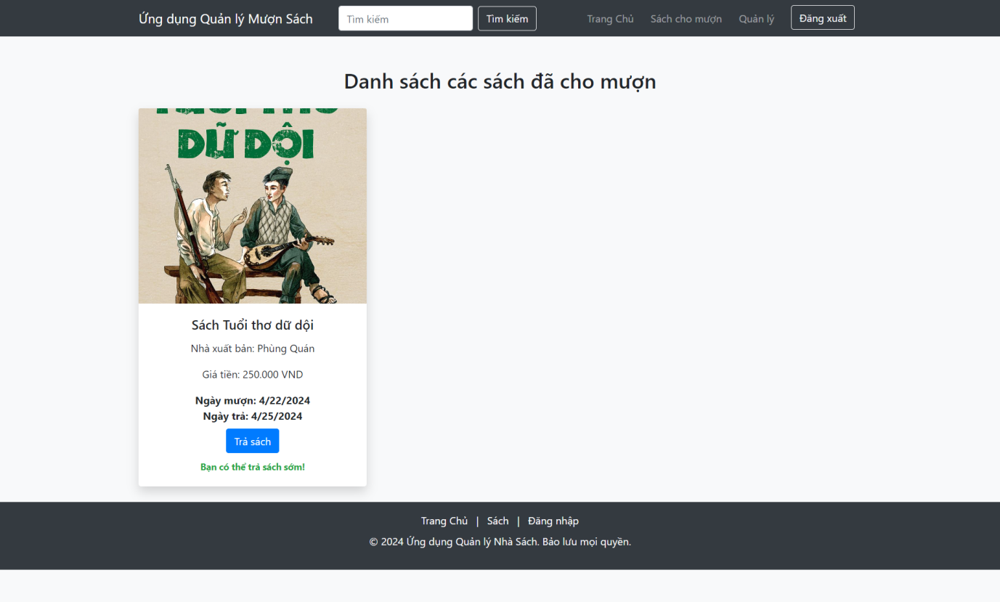 Ứng dụng Quản lý Mượn Sách Tìm kiếm Tìm kiếm Trang Chủ Sách cho mượn Quản lý Đăng xuất
Danh sách các sách đã cho mượn
DỮ DỘI
Sách Tuổi thơ dữ dội
Nhà xuất bản: Phùng Quán
Giá tiền: 250.000 VND
Ngày mượn: 4/22/2024
Ngày trả: 4/25/2024
Trả sách
Bạn có thể trả sách sớm!
Trang Chủ | Sách | Đăng nhập
© 2024 Ứng dụng Quản lý Nhà Sách. Bảo lưu mọi quyền.